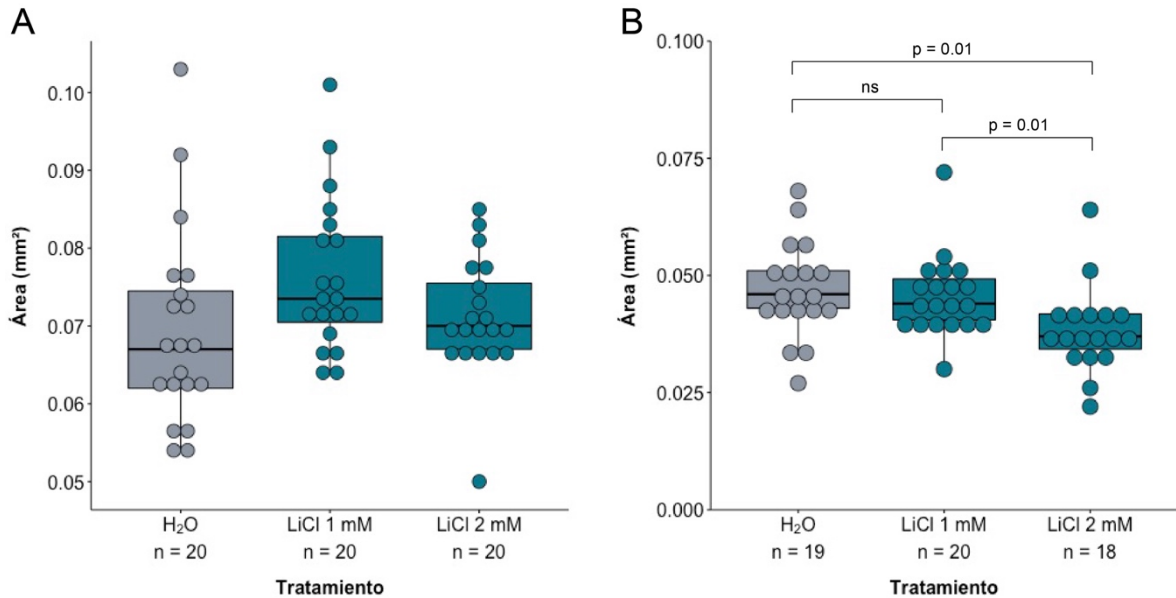 A
Área (mm²)
0.10
0.09
0.08
0.07
0.06
0.05
H₂O
LiCl 1 mM
LiCl 2 mM
n = 20
n = 20
n = 20
Tratamiento
B
Área (mm²)
0.100
0.075
0.050
0.025
0.000
p = 0.01
ns
p = 0.01
H₂O
LiCl 1 mM
LiCl 2 mM
n = 19
n = 20
n = 18
Tratamiento